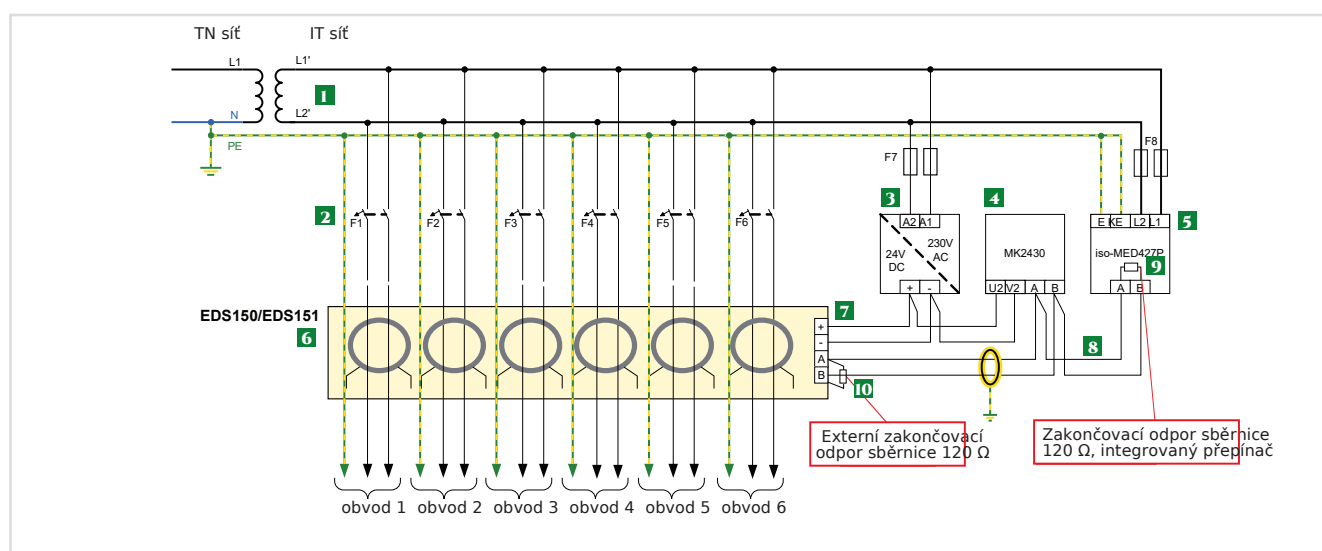 TN síť
IT síť
L1
L1'
1
N
L2'
PE
F7
F8
2
F1
F2
F3
F4
F5
F6
3
4
5
A2 A1
E KE L2 L1
24V
DC
230V
AC
MK2430
iso-MED427P
9
+ -
U2 V2 A B
A B
EDS150/EDS151
6
7
+
-
A
B
8
10
Externí zakončovací
odpor sběrnice 120 Ω
Zakončovací odpor sběrnice
120 Ω, integrovaný přepínač
obvod 1
obvod 2
obvod 3
obvod 4
obvod 5
obvod 6